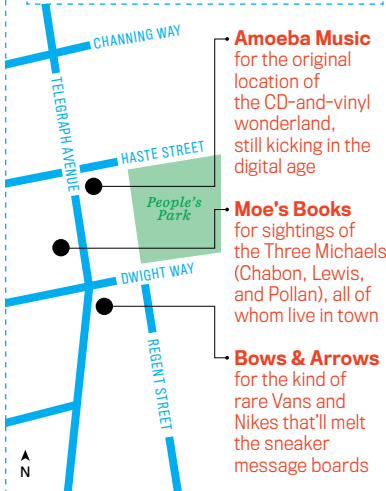 CHANNING WAY
TELEGRAPH AVENUE
HASTE STREET
People's
Park
DWIGHT WAY
REGENT STREET
N
Amoeba Music
for the original
location of
the CD-and-vinyl
wonderland,
still kicking in the
digital age
Moe's Books
for sightings of
the Three Michaels
(Chabon, Lewis,
and Pollan), all of
whom live in town
Bows & Arrows
for the kind of
rare Vans and
Nikes that'll melt
the sneaker
message boards